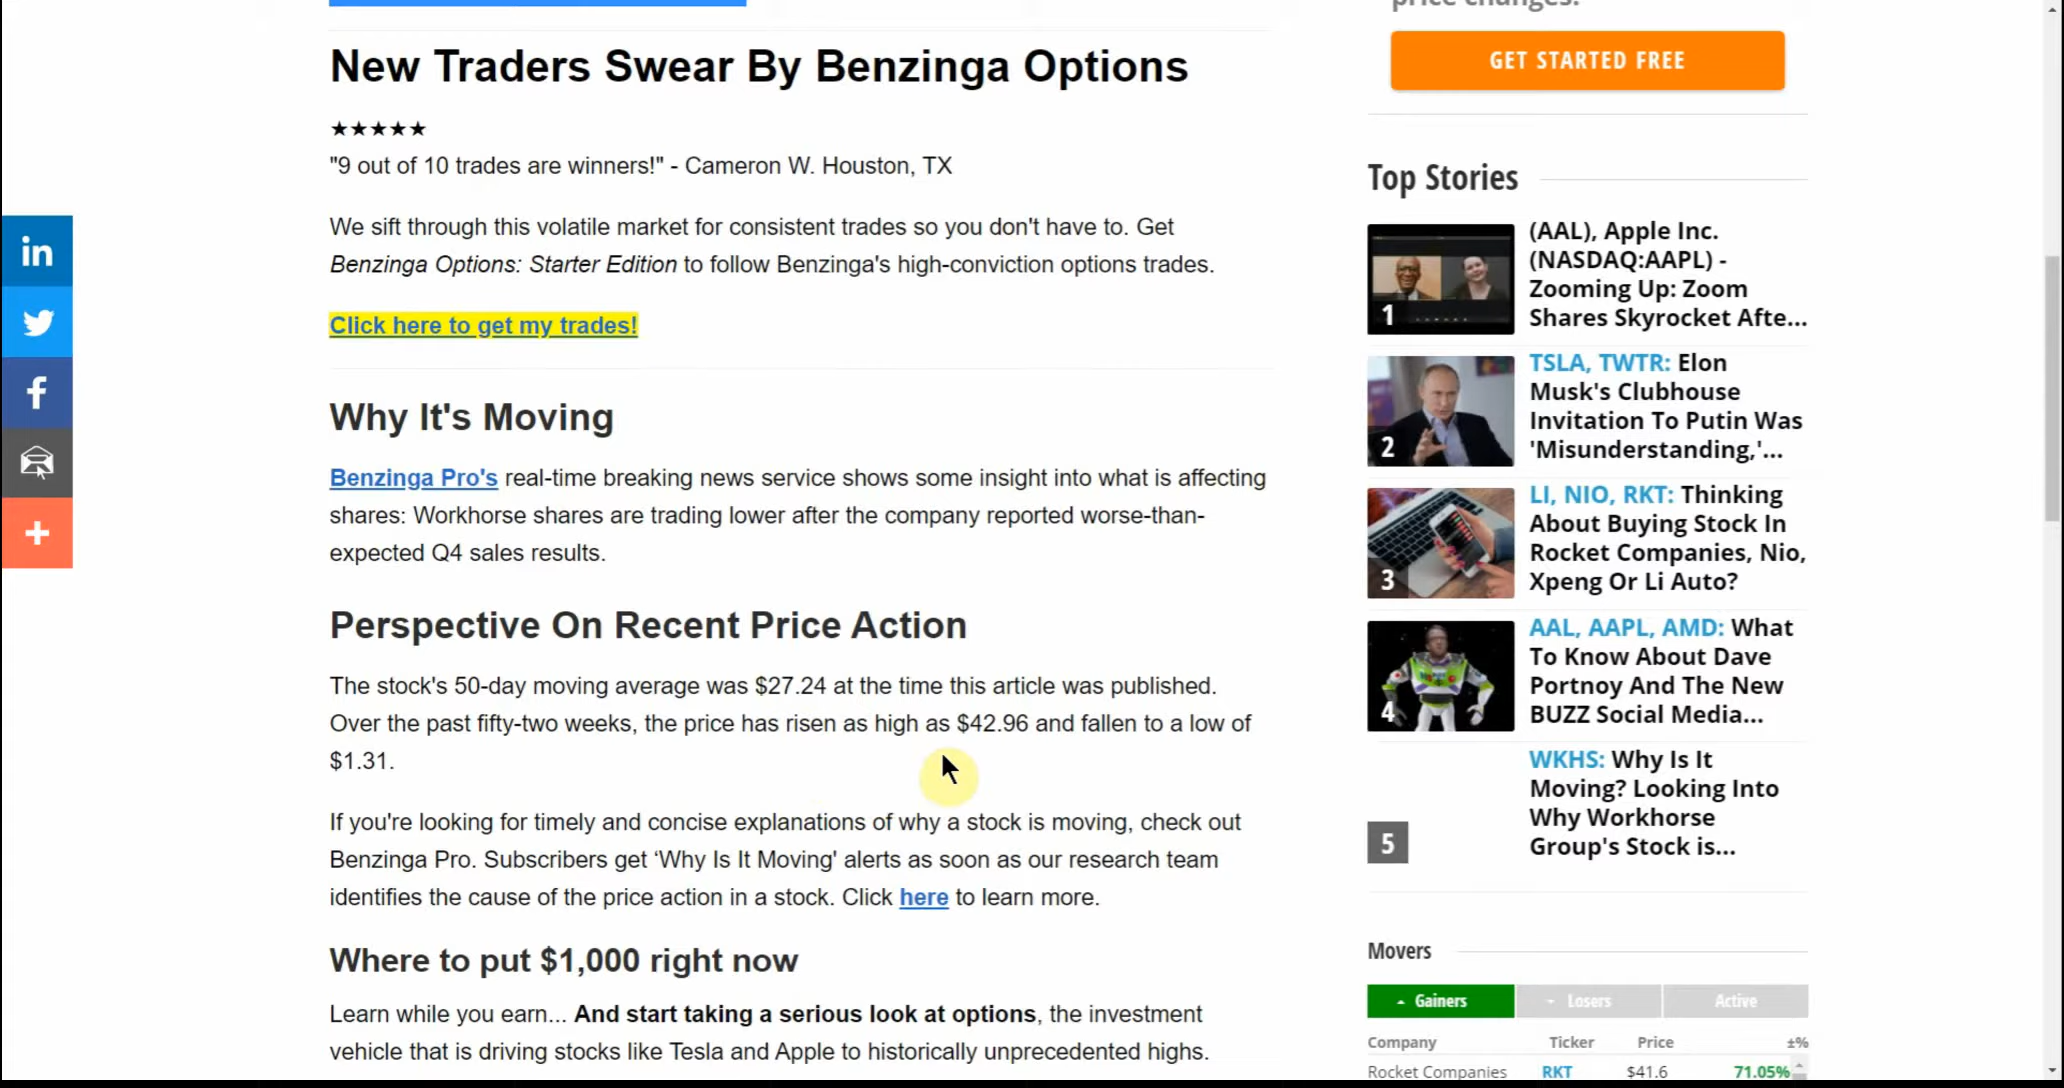 price changes.
GET STARTED FREE
New Traders Swear By Benzinga Options
★★★★★
"9 out of 10 trades are winners!" - Cameron W. Houston, TX
We sift through this volatile market for consistent trades so you don't have to. Get
Benzinga Options: Starter Edition to follow Benzinga's high-conviction options trades.
Click here to get my trades!
in
f
Why It's Moving
Benzinga Pro's real-time breaking news service shows some insight into what is affecting
shares: Workhorse shares are trading lower after the company reported worse-than-
expected Q4 sales results.
Perspective On Recent Price Action
The stock's 50-day moving average was $27.24 at the time this article was published.
Over the past fifty-two weeks, the price has risen as high as $42.96 and fallen to a low of
$1.31.
If you're looking for timely and concise explanations of why a stock is moving, check out
Benzinga Pro. Subscribers get ‘Why Is It Moving' alerts as soon as our research team
identifies the cause of the price action in a stock. Click here to learn more.
Where to put $1,000 right now
Learn while you earn... And start taking a serious look at options, the investment
vehicle that is driving stocks like Tesla and Apple to historically unprecedented highs.
Top Stories
1
(AAL), Apple Inc.
(NASDAQ:AAPL) -
Zooming Up: Zoom
Shares Skyrocket Afte...
2
TSLA, TWTR: Elon
Musk's Clubhouse
Invitation To Putin Was
'Misunderstanding,'...
3
LI, NIO, RKT: Thinking
About Buying Stock In
Rocket Companies, Nio,
Xpeng Or Li Auto?
4
AAL, AAPL, AMD: What
To Know About Dave
Portnoy And The New
BUZZ Social Media...
5
WKHS: Why Is It
Moving? Looking Into
Why Workhorse
Group's Stock is...
Movers
Gainers Losers Active
Company Ticker Price ±%
Rocket Companies RKT $41.6 71.05%